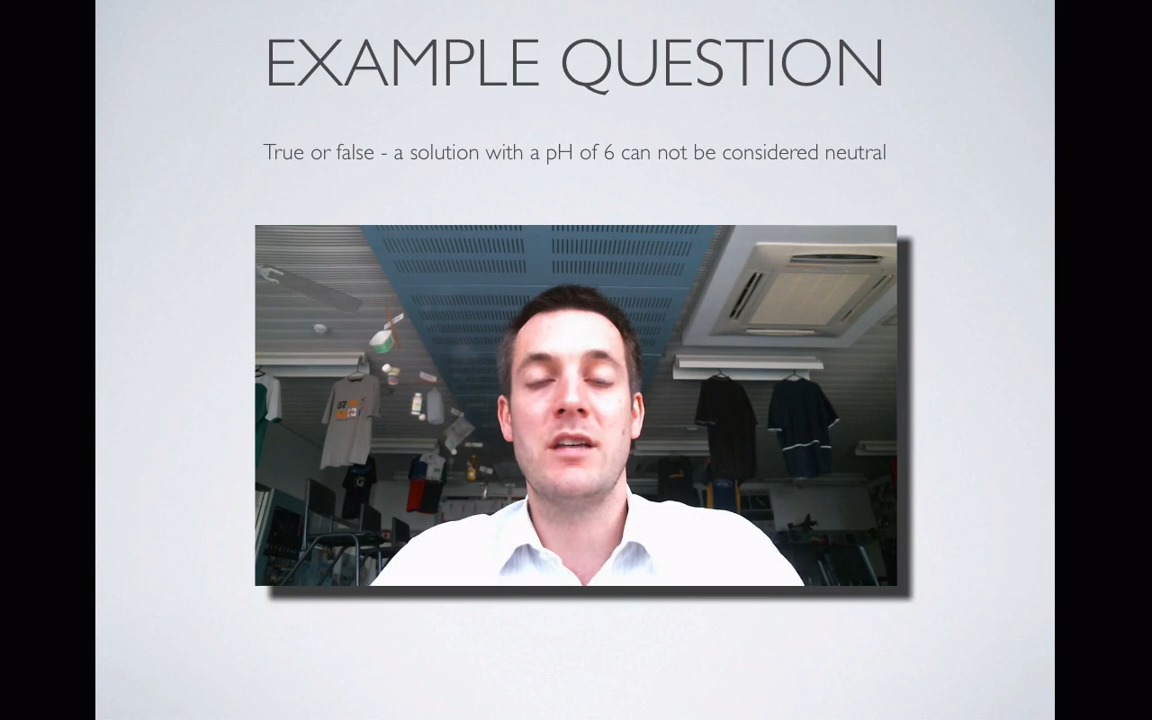 EXAMPLE QUESTION
True or false - a solution with a pH of 6 can not be considered neutral